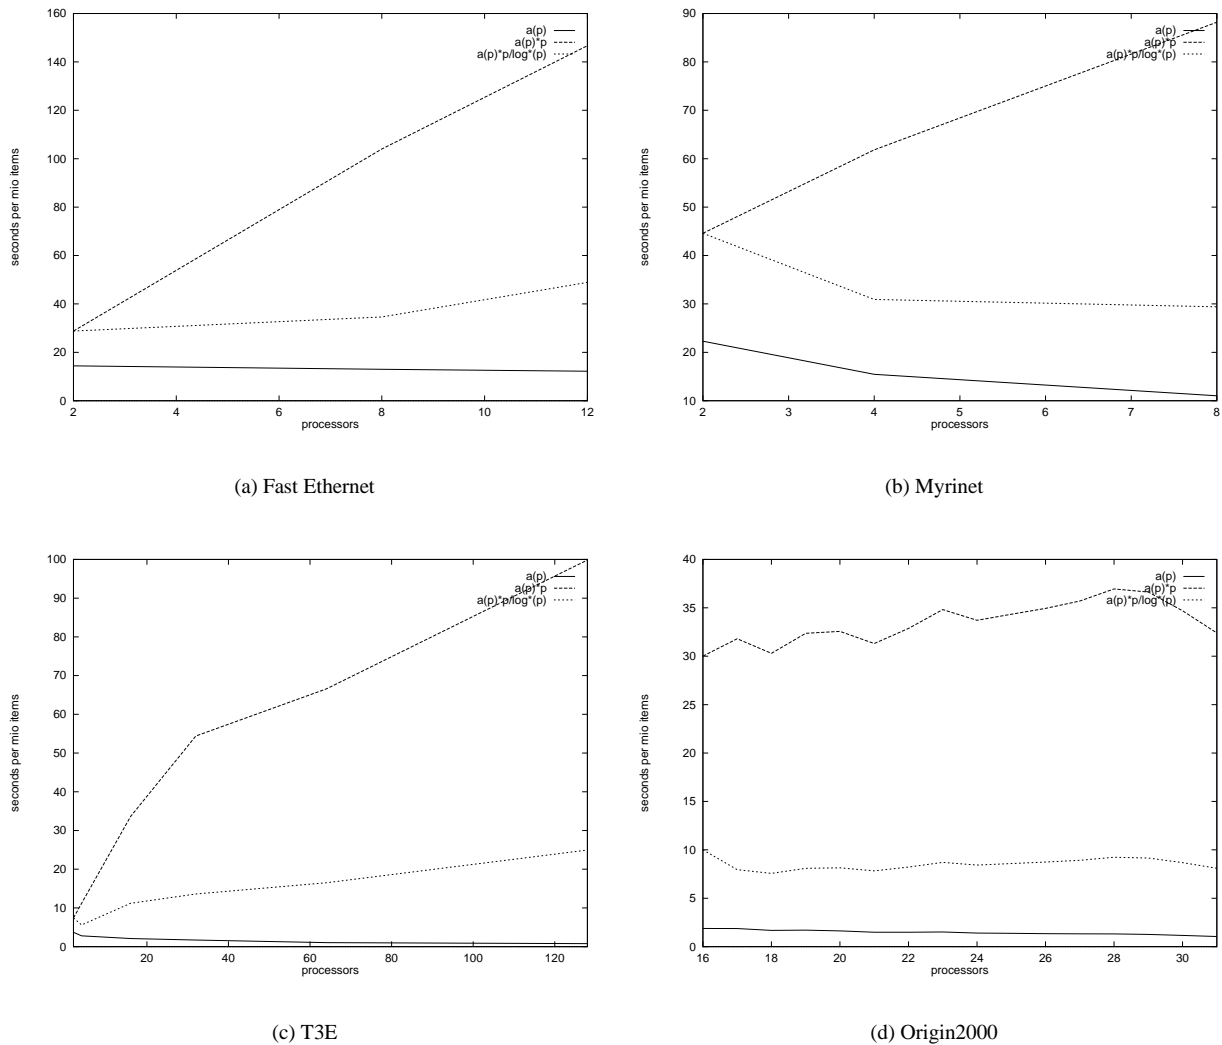 160
140
120
100
80
60
40
20
0
2
4
6
8
10
12
seconds per mio items
processors
a(p)
a(p)*p
a(p)*p/log*(p)
(a) Fast Ethernet
90
80
70
60
50
40
30
20
10
2
3
4
5
6
7
8
seconds per mio items
processors
a(p)
a(p)*p
a(p)*p/log*(p)
(b) Myrinet
100
90
80
70
60
50
40
30
20
10
0
20
40
60
80
100
120
seconds per mio items
processors
a(p)
a(p)*p
a(p)*p/log*(p)
(c) T3E
40
35
30
25
20
15
10
5
0
16
18
20
22
24
26
28
30
seconds per mio items
processors
a(p)
a(p)*p
a(p)*p/log*(p)
(d) Origin2000